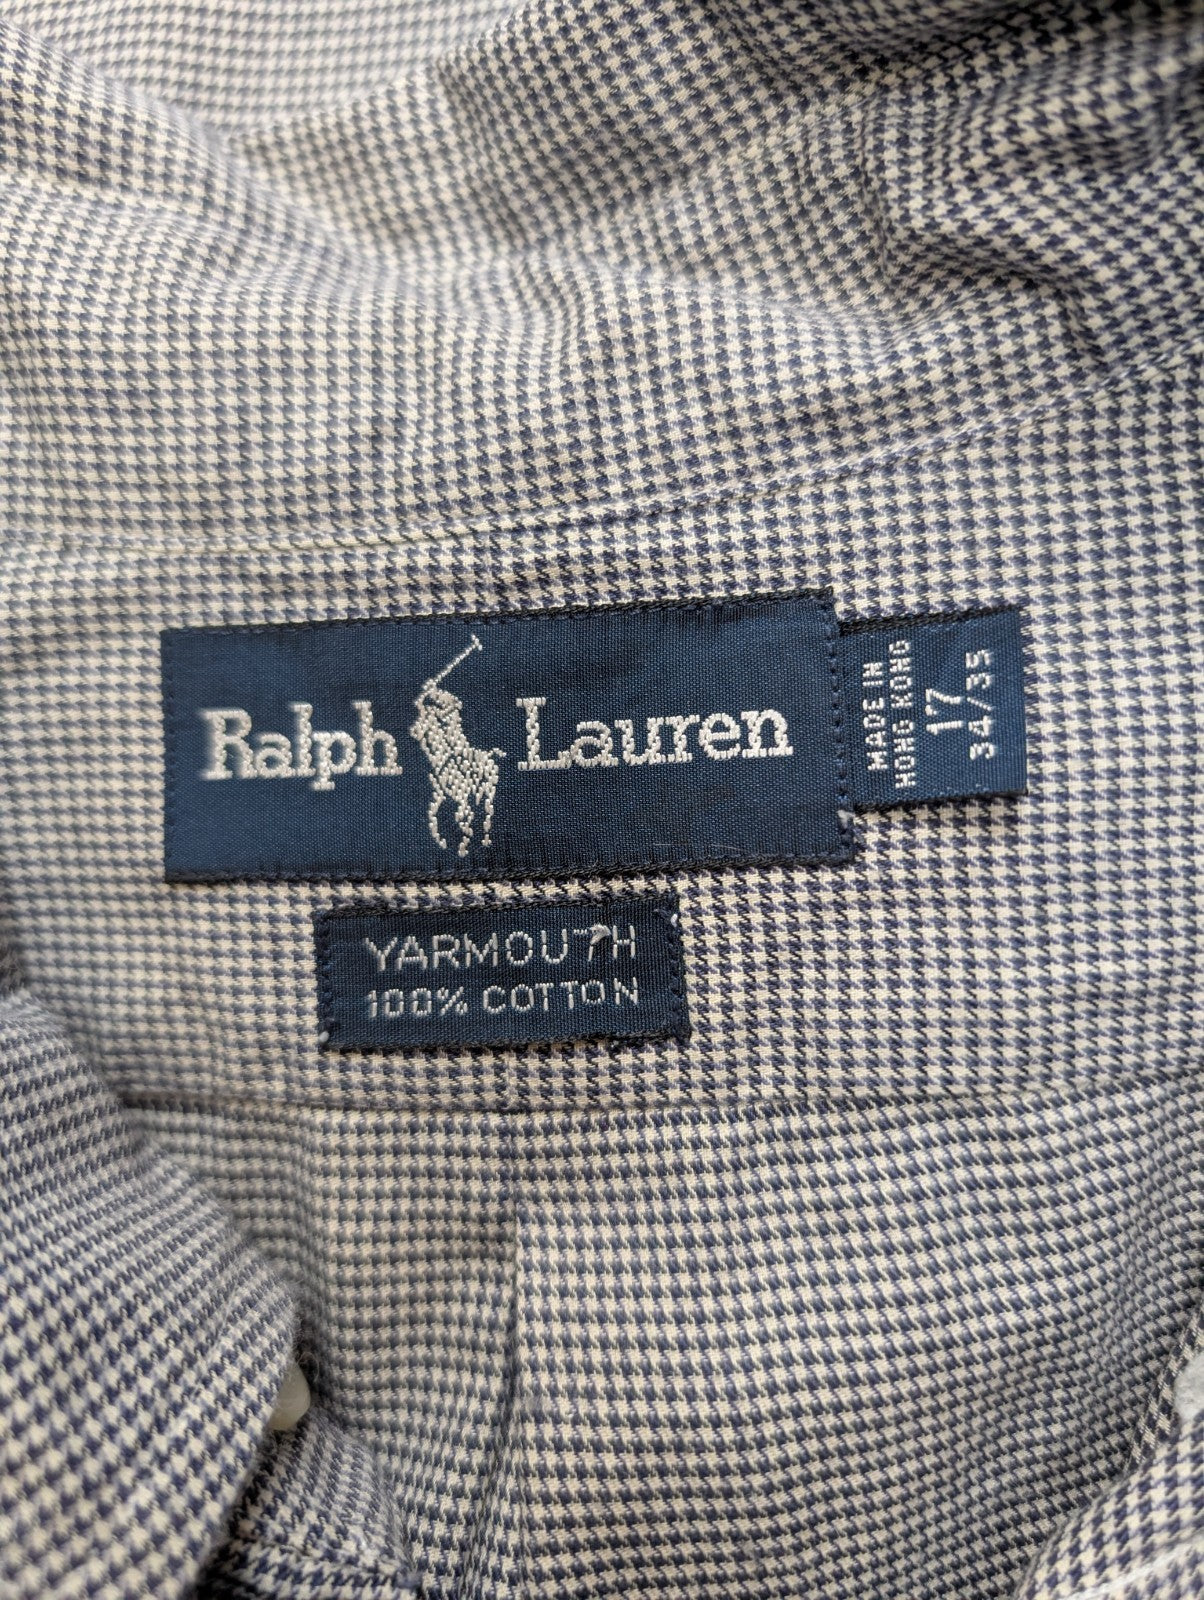 Ralph Lauren
MADE IN
HONG KONG
17
34/35
YARMOUTH
100% COTTON